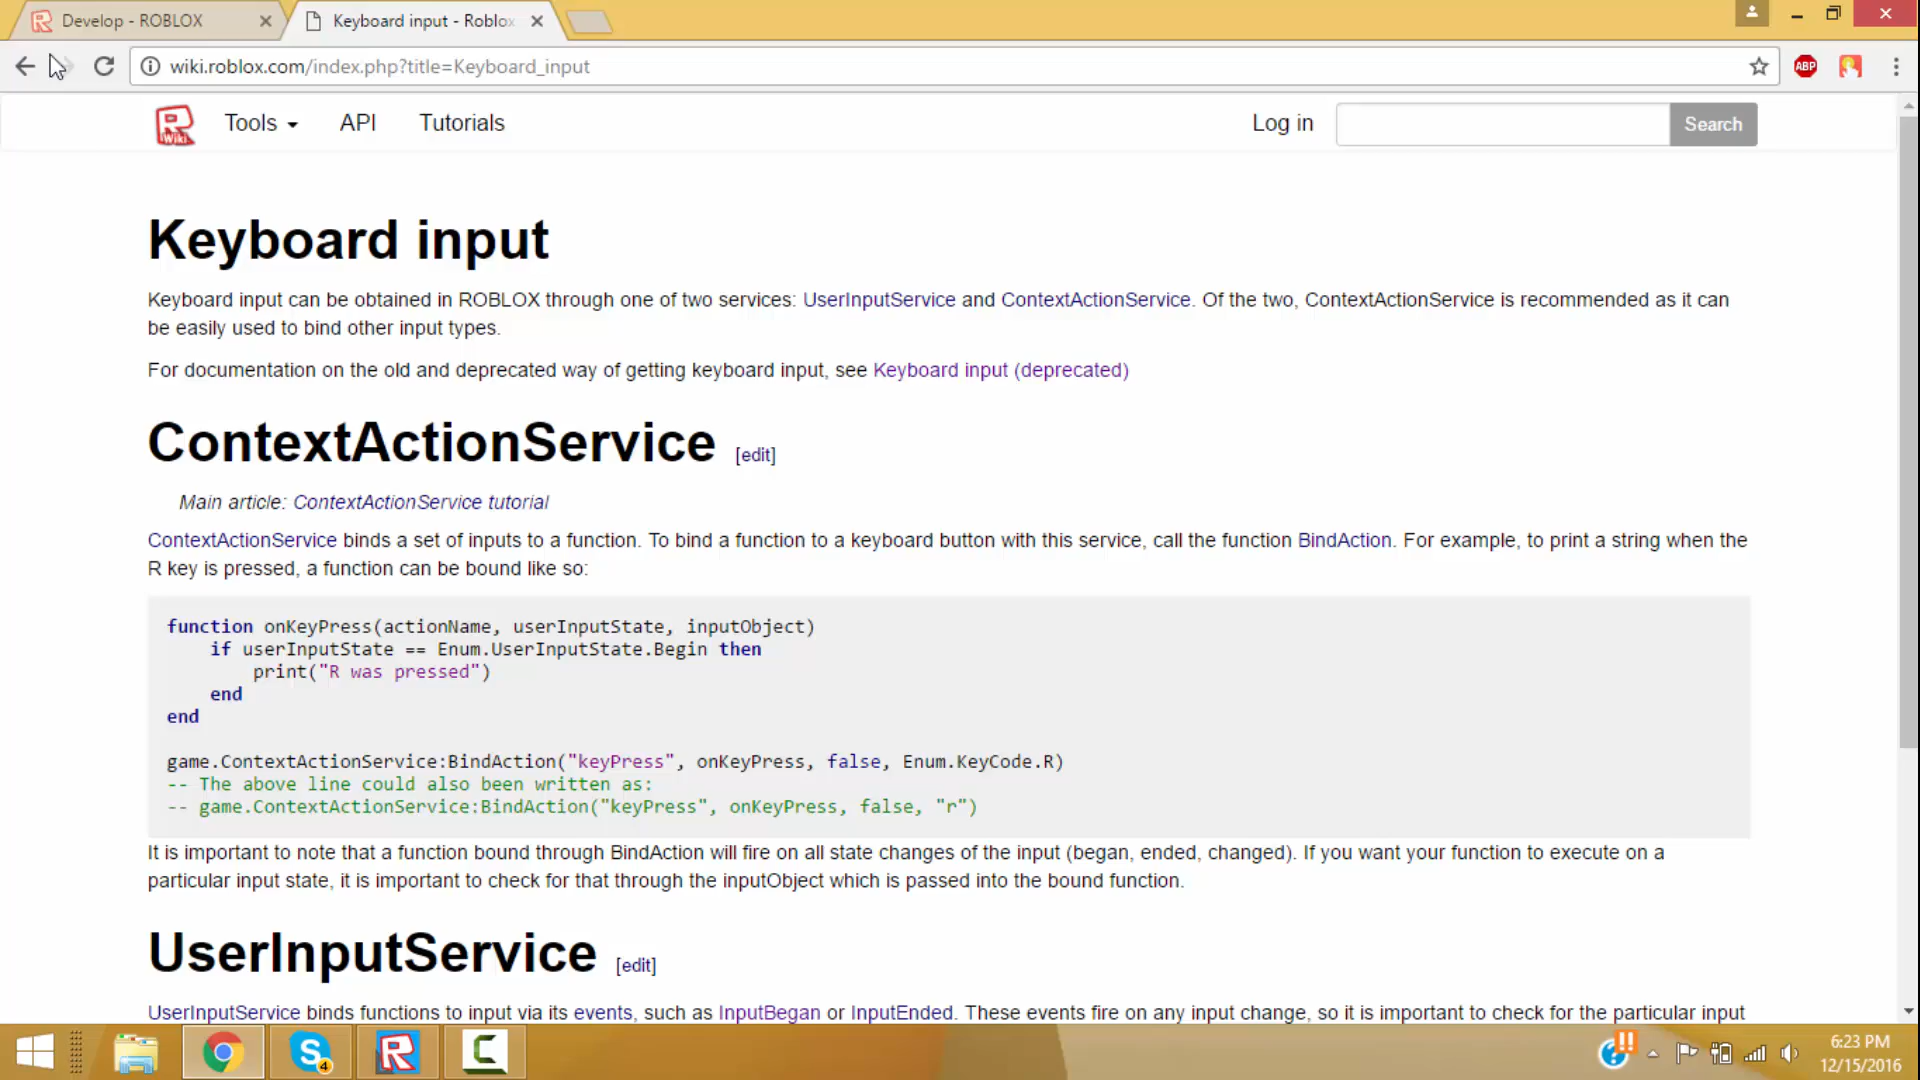 Develop - ROBLOX
Keyboard input - Roblox
wiki.roblox.com/index.php?title=Keyboard_input
ABP
Wiki
Tools
API
Tutorials
Log in
Search
Keyboard input
Keyboard input can be obtained in ROBLOX through one of two services: UserInputService and ContextActionService. Of the two, ContextActionService is recommended as it can
be easily used to bind other input types.
For documentation on the old and deprecated way of getting keyboard input, see Keyboard input (deprecated)
ContextActionService [edit]
Main article: ContextActionService tutorial
ContextActionService binds a set of inputs to a function. To bind a function to a keyboard button with this service, call the function BindAction. For example, to print a string when the
R key is pressed, a function can be bound like so:
function onKeyPress(actionName, userInputState, inputObject)
if userInputState == Enum.UserInputState.Begin then
print("R was pressed")
end
end
game.ContextActionService:BindAction("keyPress", onKeyPress, false, Enum.KeyCode.R)
-- The above line could also been written as:
-- game.ContextActionService:BindAction("keyPress", onKeyPress, false, "r")
It is important to note that a function bound through BindAction will fire on all state changes of the input (began, ended, changed). If you want your function to execute on a
particular input state, it is important to check for that through the inputObject which is passed into the bound function.
UserInputService [edit]
UserInputService binds functions to input via its events, such as InputBegan or InputEnded. These events fire on any input change, so it is important to check for the particular input
4
6:23 PM
12/15/2016